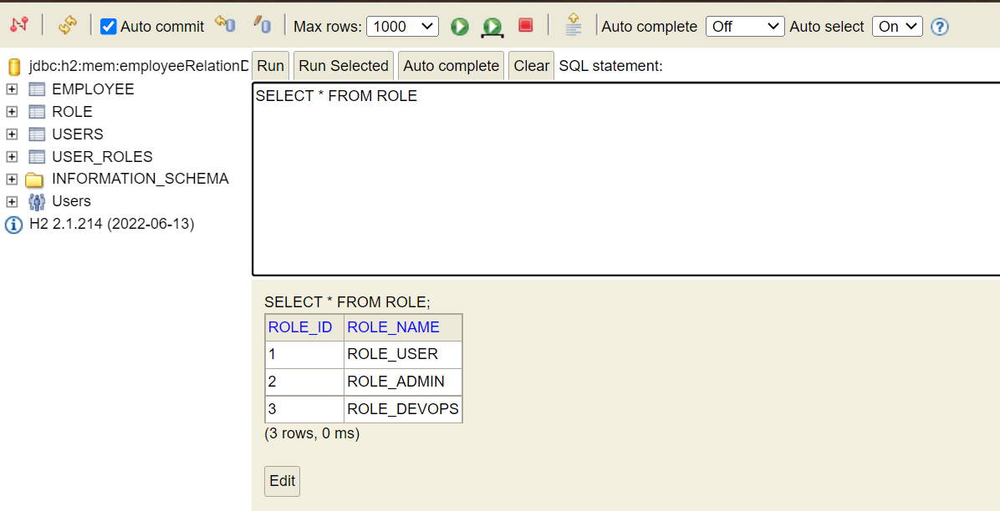 Auto commit Max rows: 1000 Auto complete Off Auto select On
jdbc:h2:mem:employeeRelationD
EMPLOYEE
ROLE
USERS
USER_ROLES
INFORMATION_SCHEMA
Users
H2 2.1.214 (2022-06-13)
Run Run Selected Auto complete Clear SQL statement:
SELECT * FROM ROLE
SELECT * FROM ROLE;
ROLE_ID ROLE_NAME
1 ROLE_USER
2 ROLE_ADMIN
3 ROLE_DEVOPS
(3 rows, 0 ms)
Edit